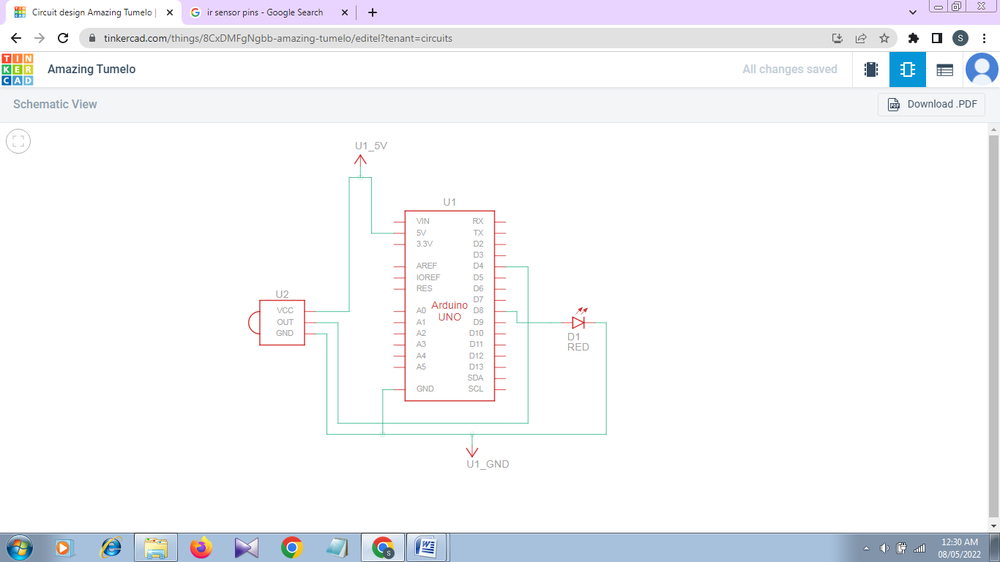 Circuit design Amazing Tumelo |
ir sensor pins - Google Search
tinkercad.com/things/8CxDMFgNgbb-amazing-tumelo/editel?tenant=circuits
S
TIN
KER
CAD
Amazing Tumelo
All changes saved
Schematic View
PDF
Download .PDF
U1_5V
U1
VIN RX
5V TX
3.3V D2
D3
AREF D4
IOREF D5
RES D6
D7
A0 D8
A1 D9
A2 D10
A3 D11
A4 D12
A5 D13
SDA
GND SCL
Arduino
UNO
U2
VCC
OUT
GND
D1
RED
U1_GND
S
W
12:30 AM
08/05/2022